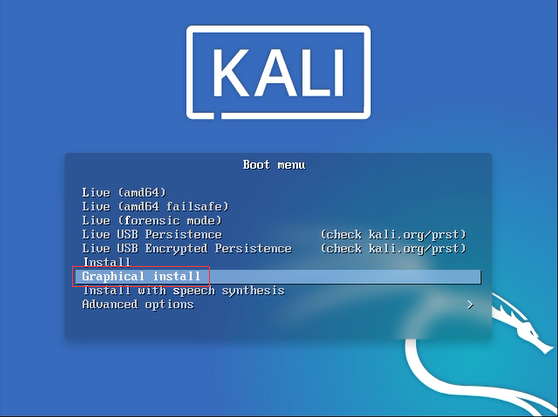 KALI
Boot menu
Live (amd64)
Live (amd64 failsafe)
Live (forensic mode)
Live USB Persistence (check kali.org/prst)
Live USB Encrypted Persistence (check kali.org/prst)
Install
Graphical install
Install with speech synthesis
Advanced options >